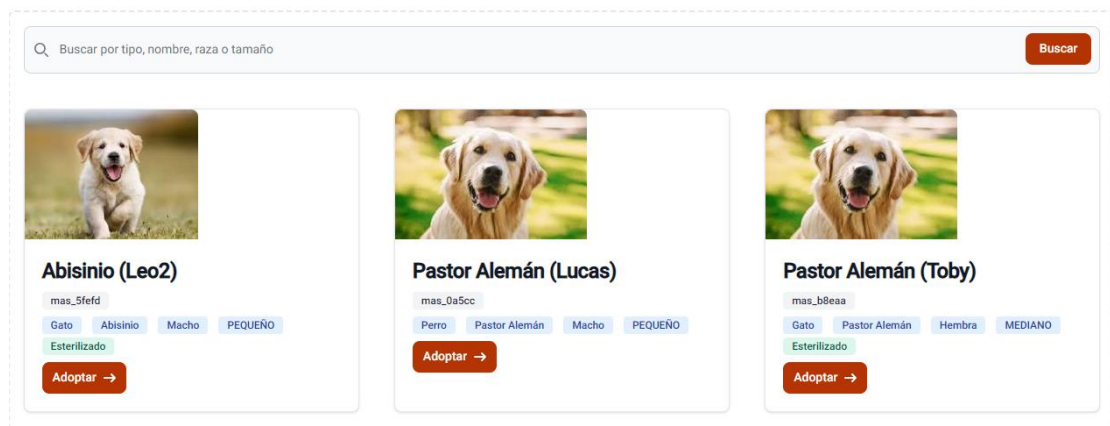 Buscar por tipo, nombre, raza o tamaño
Buscar
Abisinio (Leo2)
mas_5fefd
Gato Abisinio Macho PEQUEÑO
Esterilizado
Adoptar →
Pastor Alemán (Lucas)
mas_0a5cc
Perro Pastor Alemán Macho PEQUEÑO
Adoptar →
Pastor Alemán (Toby)
mas_b8eaa
Gato Pastor Alemán Hembra MEDIANO
Esterilizado
Adoptar →